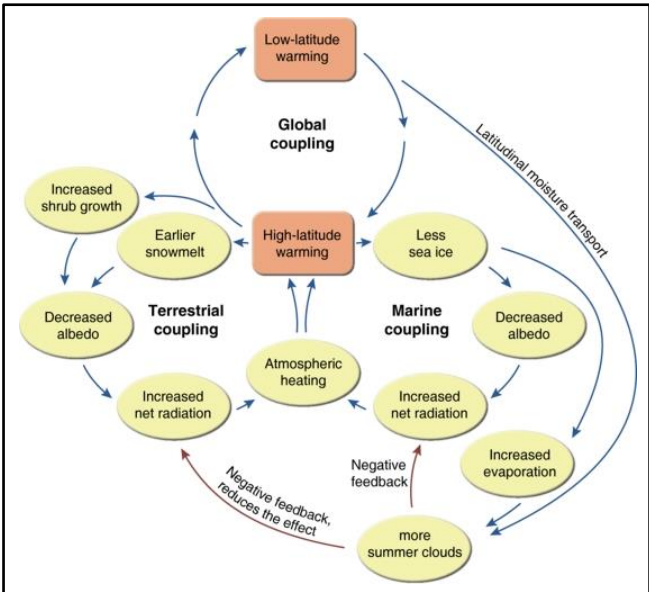 Low-latitude
warming
Global
coupling
Latitudinal moisture transport
Increased
shrub growth
Earlier
snowmelt
High-latitude
warming
Less
sea ice
Decreased
albedo
Terrestrial
coupling
Marine
coupling
Decreased
albedo
Atmospheric
heating
Increased
net radiation
Increased
net radiation
Increased
evaporation
Negative
feedback
Negative feedback,
reduces the effect
more
summer clouds